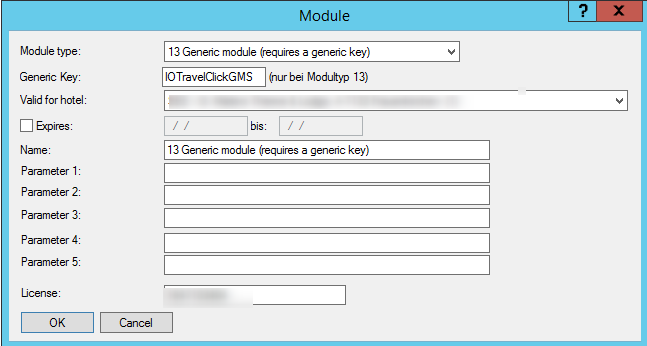 Module
?
X
Module type: 13 Generic module (requires a generic key)
Generic Key: IOTravelClickGMS (nur bei Modultyp 13)
Valid for hotel:
Expires: / / bis: / /
Name: 13 Generic module (requires a generic key)
Parameter 1:
Parameter 2:
Parameter 3:
Parameter 4:
Parameter 5:
License:
OK Cancel